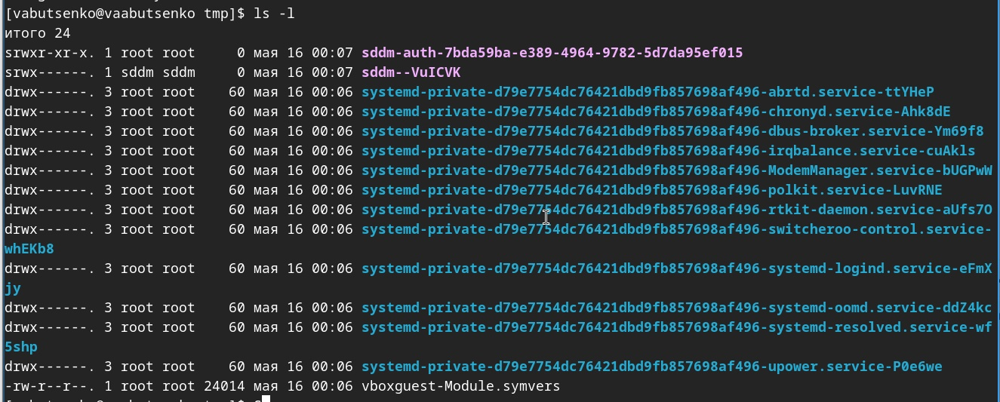 [vabutsenko@vaabutsenko tmp]$ ls -l
итого 24
srwxr-xr-x. 1 root root     0 мая 16 00:07 sddm-auth-7bda59ba-e389-4964-9782-5d7da95ef015
srwx------. 1 sddm sddm     0 мая 16 00:07 sddm--VuICVK
drwx------. 3 root root    60 мая 16 00:06 systemd-private-d79e7754dc76421dbd9fb857698af496-abrtd.service-ttYHeP
drwx------. 3 root root    60 мая 16 00:06 systemd-private-d79e7754dc76421dbd9fb857698af496-chronyd.service-Ahk8dE
drwx------. 3 root root    60 мая 16 00:06 systemd-private-d79e7754dc76421dbd9fb857698af496-dbus-broker.service-Ym69f8
drwx------. 3 root root    60 мая 16 00:06 systemd-private-d79e7754dc76421dbd9fb857698af496-irqbalance.service-cuAkls
drwx------. 3 root root    60 мая 16 00:06 systemd-private-d79e7754dc76421dbd9fb857698af496-ModemManager.service-bUGPwW
drwx------. 3 root root    60 мая 16 00:06 systemd-private-d79e7754dc76421dbd9fb857698af496-polkit.service-LuvRNE
drwx------. 3 root root    60 мая 16 00:06 systemd-private-d79e7754dc76421dbd9fb857698af496-rtkit-daemon.service-aUfs7O
drwx------. 3 root root    60 мая 16 00:06 systemd-private-d79e7754dc76421dbd9fb857698af496-switcheroo-control.service-
whEKb8
drwx------. 3 root root    60 мая 16 00:06 systemd-private-d79e7754dc76421dbd9fb857698af496-systemd-logind.service-eFmX
jy
drwx------. 3 root root    60 мая 16 00:06 systemd-private-d79e7754dc76421dbd9fb857698af496-systemd-oomd.service-ddZ4kc
drwx------. 3 root root    60 мая 16 00:06 systemd-private-d79e7754dc76421dbd9fb857698af496-systemd-resolved.service-wf
5shp
drwx------. 3 root root    60 мая 16 00:06 systemd-private-d79e7754dc76421dbd9fb857698af496-upower.service-P0e6we
-rw-r--r--. 1 root root 24014 мая 16 00:06 vboxguest-Module.symvers